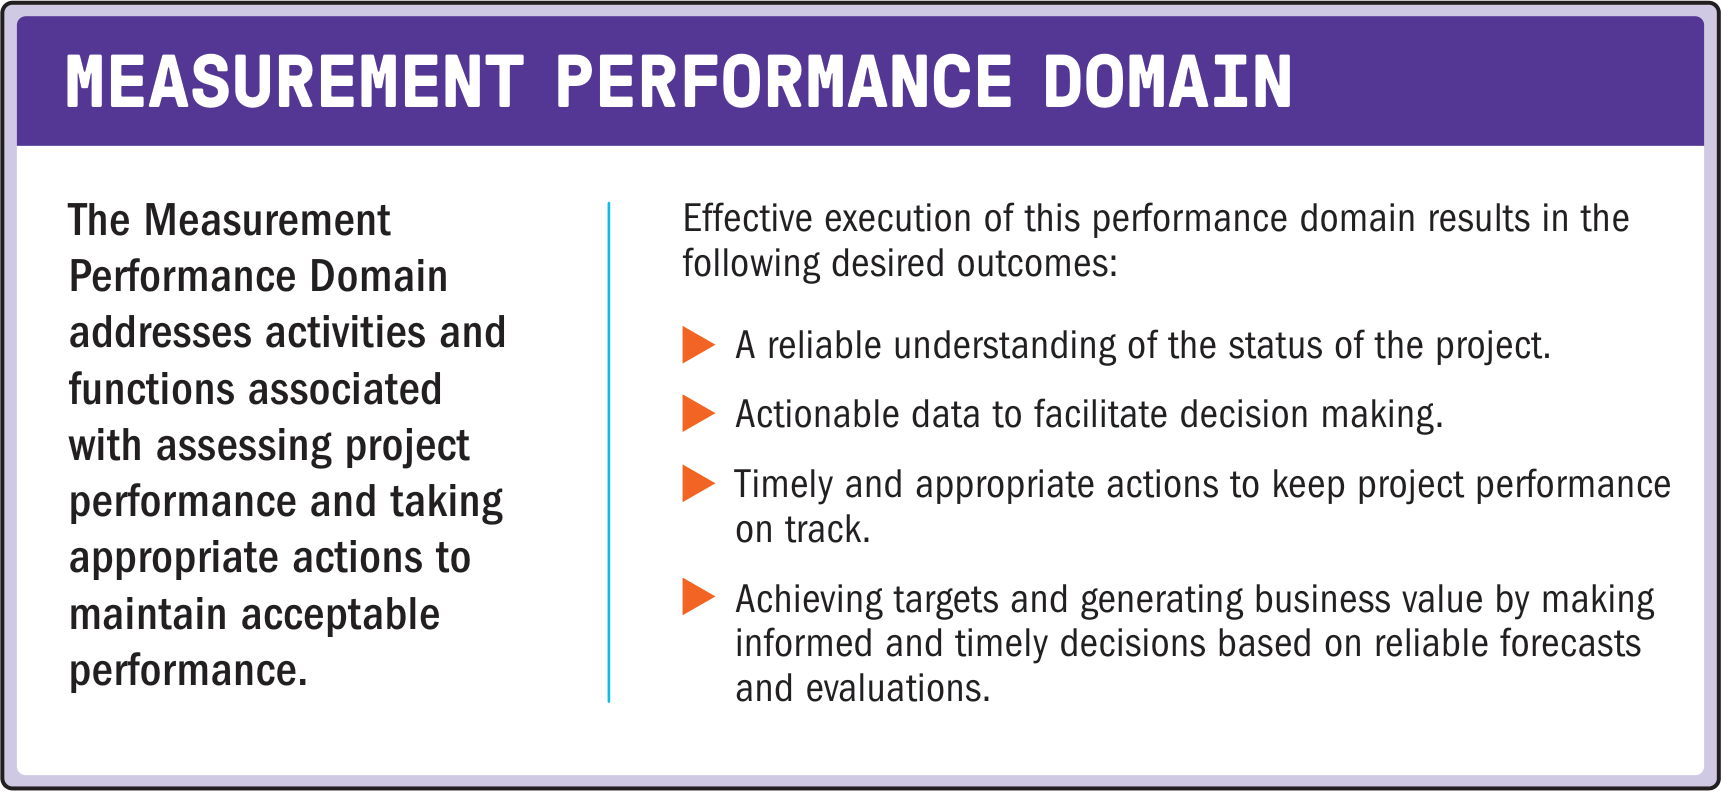 MEASUREMENT PERFORMANCE DOMAIN
The Measurement
Performance Domain
addresses activities and
functions associated
with assessing project
performance and taking
appropriate actions to
maintain acceptable
performance.
Effective execution of this performance domain results in the
following desired outcomes:
A reliable understanding of the status of the project.
Actionable data to facilitate decision making.
Timely and appropriate actions to keep project performance
on track.
Achieving targets and generating business value by making
informed and timely decisions based on reliable forecasts
and evaluations.